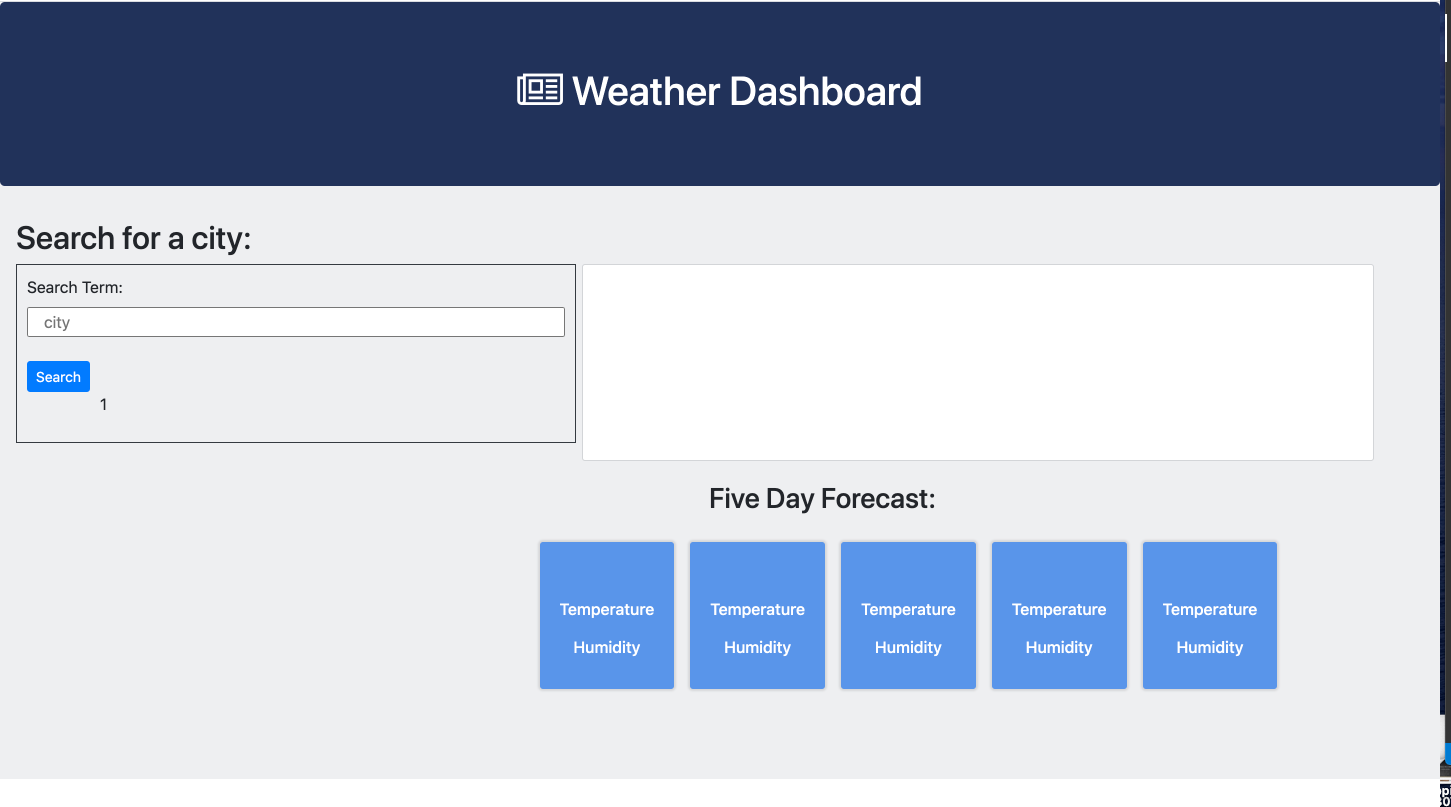 Weather Dashboard
Search for a city:
Search Term:
city
Search
1
Five Day Forecast:
Temperature Temperature Temperature Temperature Temperature
Humidity Humidity Humidity Humidity Humidity